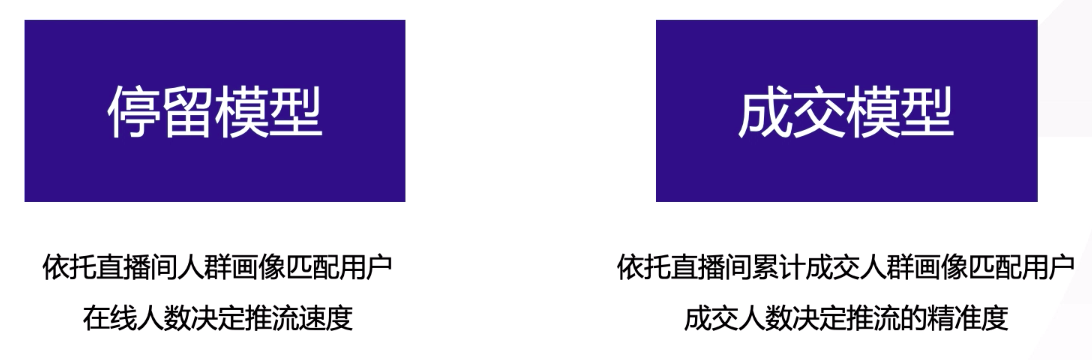 停留模型
依托直播间人群画像匹配用户
在线人数决定推流速度
成交模型
依托直播间累计成交人群画像匹配用户
成交人数决定推流的精准度